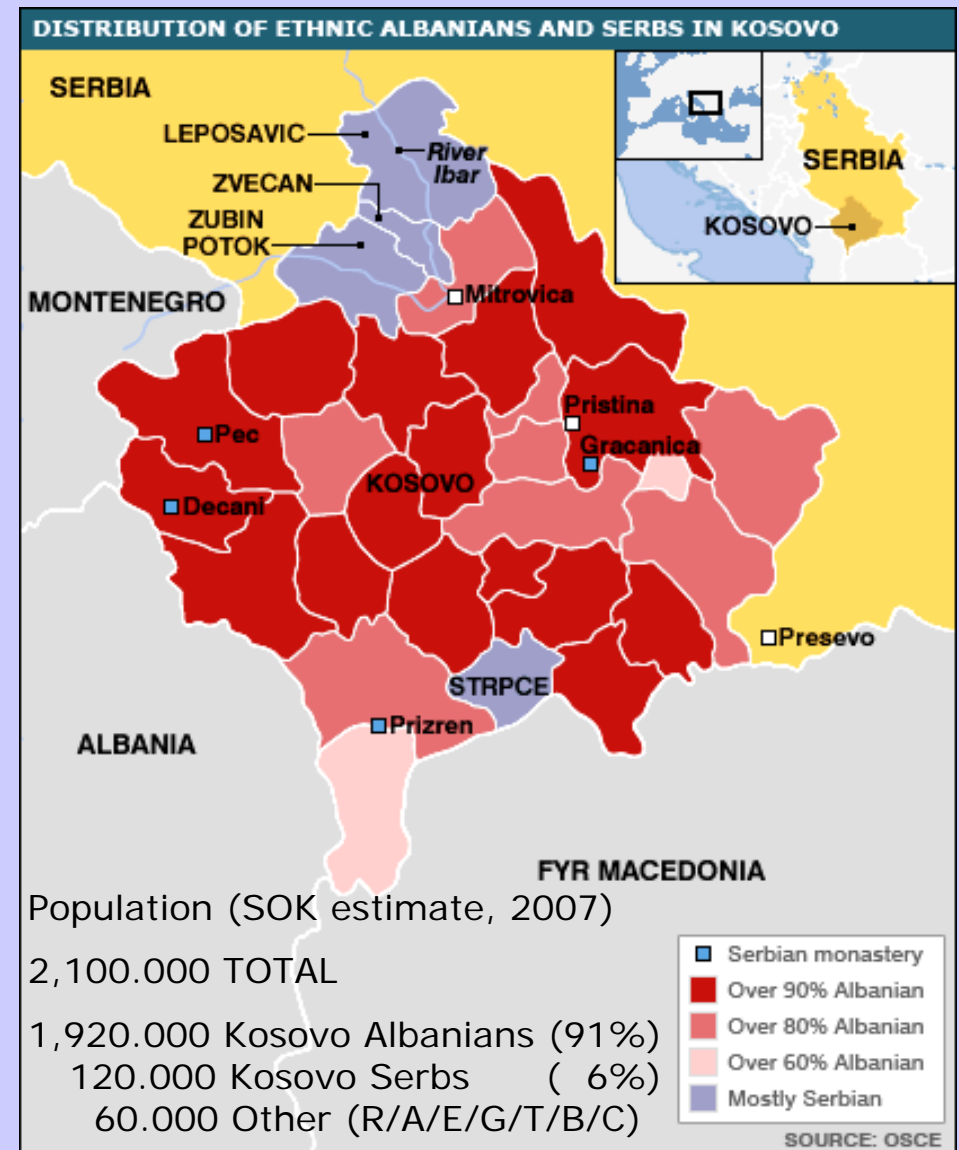 DISTRIBUTION OF ETHNIC ALBANIANS AND SERBS IN KOSOVO
SERBIA
LEPOSAVIC
River
Ibar
ZVECAN
ZUBIN
POTOK
SERBIA
KOSOVO
MONTENEGRO
Mitrovica
Pristina
Pec
Gracanica
KOSOVO
Decani
Presevo
STRPCE
Prizren
ALBANIA
FYR MACEDONIA
Population (SOK estimate, 2007)
2,100.000 TOTAL
1,920.000 Kosovo Albanians (91%)
120.000 Kosovo Serbs ( 6%)
60.000 Other (R/A/E/G/T/B/C)
Serbian monastery
Over 90% Albanian
Over 80% Albanian
Over 60% Albanian
Mostly Serbian
SOURCE: OSCE